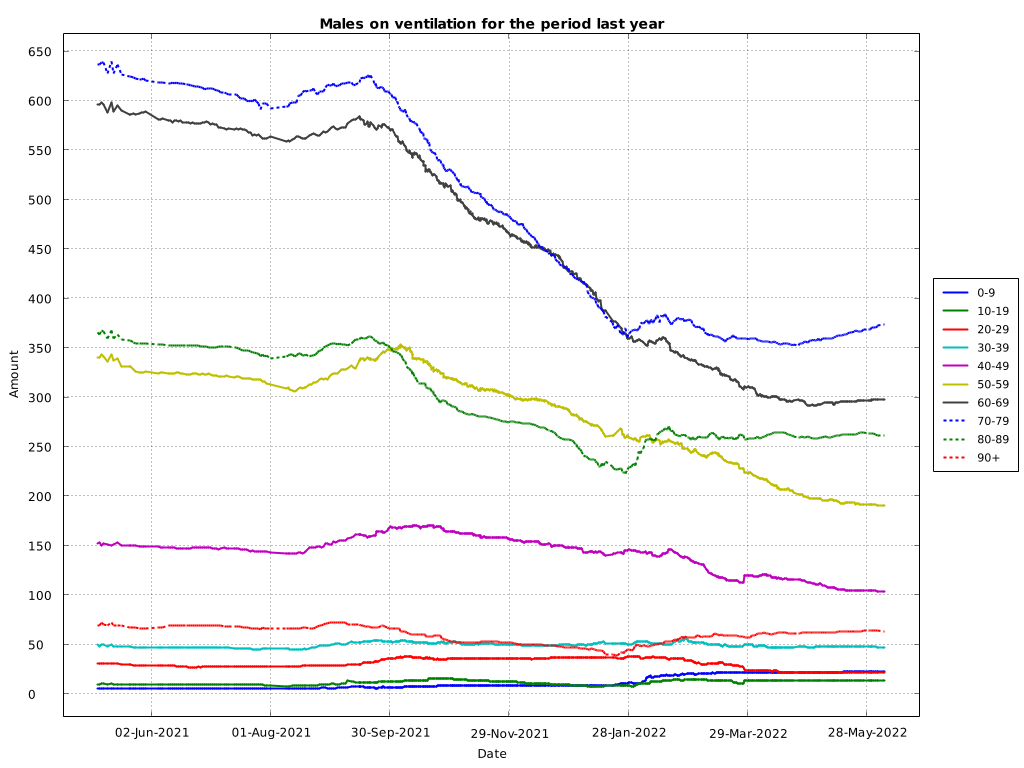 Males on ventilation for the period last year
650
600
550
500
450
400
350
300
250
200
150
100
50
0
Amount
02-Jun-2021
01-Aug-2021
30-Sep-2021
29-Nov-2021
28-Jan-2022
29-Mar-2022
28-May-2022
Date
0-9
10-19
20-29
30-39
40-49
50-59
60-69
70-79
80-89
90+